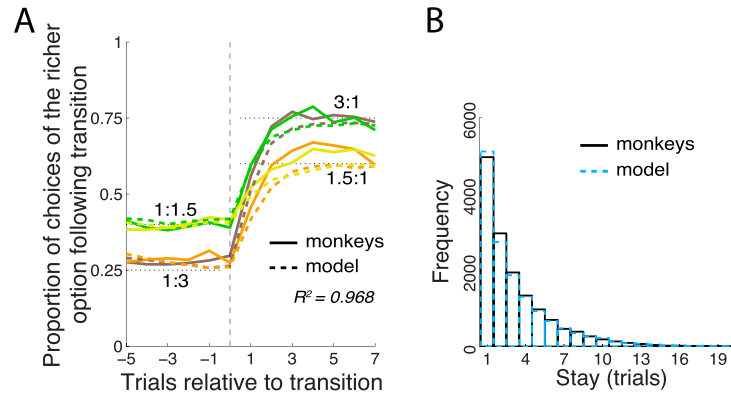 A
B
Proportion of choices of the richer
option following transition
1
0.75
0.5
0.25
0
3:1
1:1.5
1.5:1
1:3
monkeys
model
R² = 0.968
−5
−3
−1
1
3
5
7
Trials relative to transition
Frequency
6000
4000
2000
0
monkeys
model
1
4
7
10
13
16
19
Stay (trials)